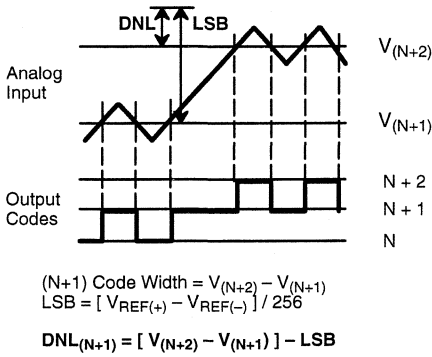 DNL LSB
V(N+2)
Analog
Input
V(N+1)
N + 2
Output
Codes
N + 1
N
(N+1) Code Width = V(N+2) – V(N+1)
LSB = [ VREF(+) – VREF(–) ] / 256
DNL(N+1) = [ V(N+2) – V(N+1) ] – LSB